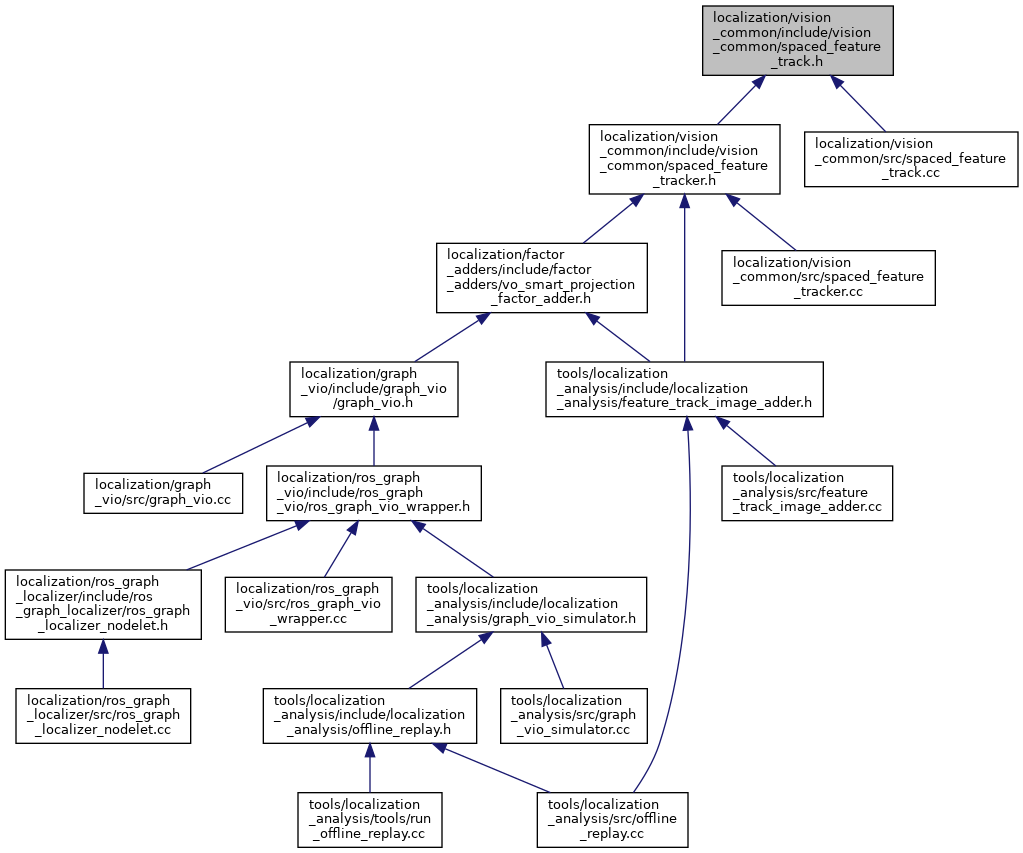 localization/vision
_common/include/vision
_common/spaced_feature
_track.h
localization/vision
_common/include/vision
_common/spaced_feature
_tracker.h
localization/vision
_common/src/spaced_feature
_track.cc
localization/factor
_adders/include/factor
_adders/vo_smart_projection
_factor_adder.h
localization/vision
_common/src/spaced_feature
_tracker.cc
localization/graph
_vio/include/graph_vio
/graph_vio.h
tools/localization
_analysis/include/localization
_analysis/feature_track_image_adder.h
localization/graph
_vio/src/graph_vio.cc
localization/ros_graph
_vio/include/ros_graph
_vio/ros_graph_vio_wrapper.h
tools/localization
_analysis/src/feature
_track_image_adder.cc
localization/ros_graph
_localizer/include/ros
_graph_localizer/ros_graph
_localizer_nodelet.h
localization/ros_graph
_vio/src/ros_graph_vio
_wrapper.cc
tools/localization
_analysis/include/localization
_analysis/graph_vio_simulator.h
localization/ros_graph
_localizer/src/ros_graph
_localizer_nodelet.cc
tools/localization
_analysis/include/localization
_analysis/offline_replay.h
tools/localization
_analysis/src/graph
_vio_simulator.cc
tools/localization
_analysis/tools/run
_offline_replay.cc
tools/localization
_analysis/src/offline
_replay.cc